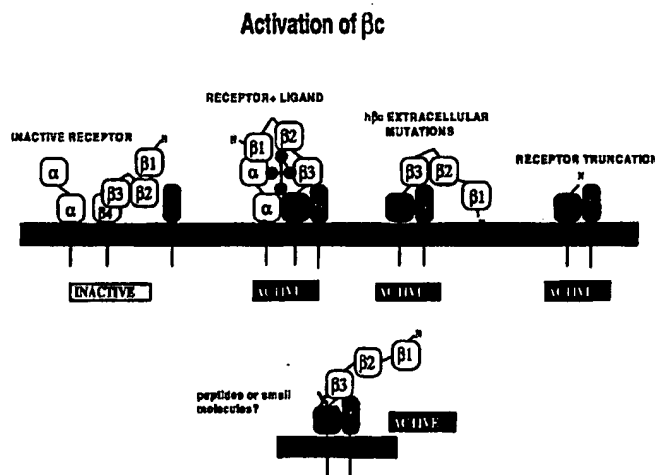 Activation of βc
RECEPTOR+ LIGAND
INACTIVE RECEPTOR
hβc EXTRACELLULAR
MUTATIONS
RECEPTOR TRUNCATION
N
β1
α
β3
β2
α
β4
N
β1
β2
α
β3
α
β3
β2
β1
N
INACTIVE
ACTIVE
ACTIVE
ACTIVE
N
β1
β2
β3
peptides or small
molecules?
ACTIVE